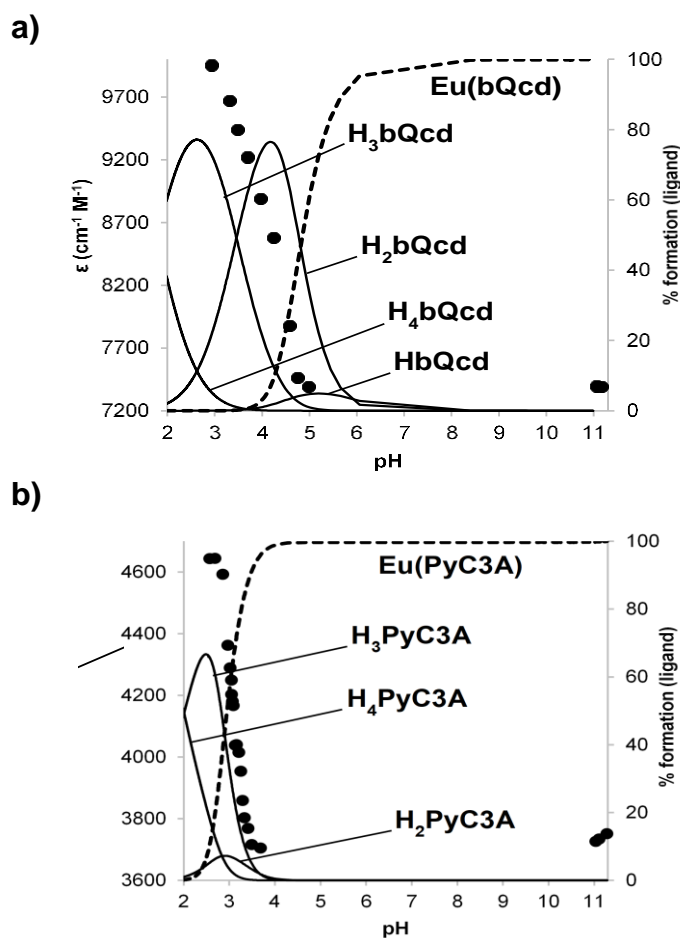 a)
9700
9200
8700
8200
7700
7200
ε (cm⁻¹ M⁻¹)
100
80
60
40
20
0
% formation (ligand)
Eu(bQcd)
H₃bQcd
H₂bQcd
H₄bQcd
HbQcd
2 3 4 5 6 7 8 9 10 11
pH
b)
4600
4400
4200
4000
3800
3600
100
80
60
40
20
0
% formation (ligand)
Eu(PyC3A)
H₃PyC3A
H₄PyC3A
H₂PyC3A
2 3 4 5 6 7 8 9 10 11
pH